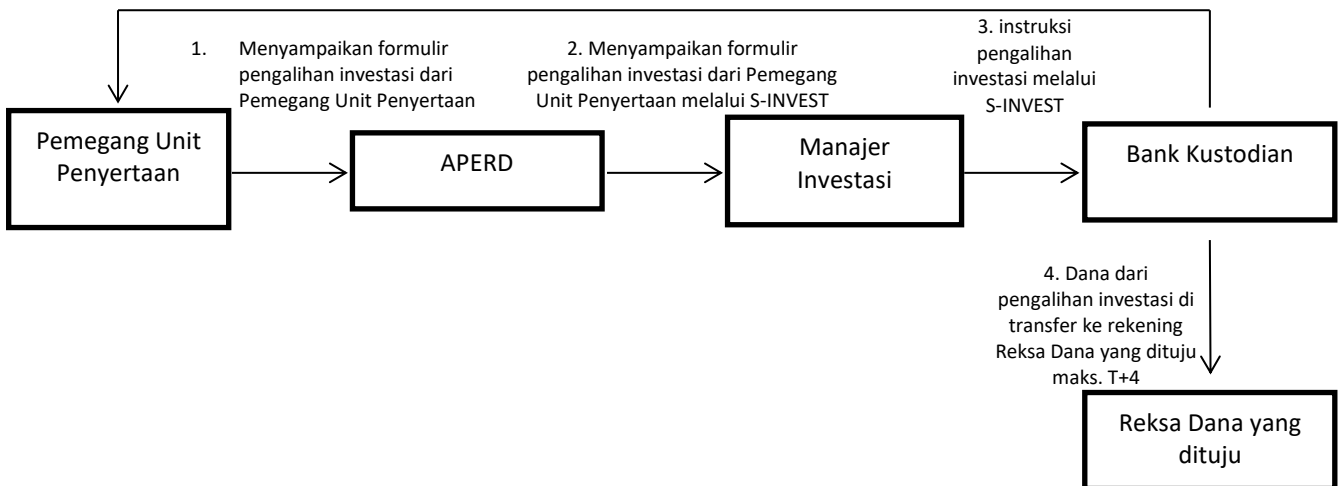 1. Menyampaikan formulir
pengalihan investasi dari
Pemegang Unit Penyertaan
2. Menyampaikan formulir
pengalihan investasi dari Pemegang
Unit Penyertaan melalui S-INVEST
3. instruksi
pengalihan
investasi melalui
S-INVEST
Pemegang Unit
Penyertaan
APERD
Manajer
Investasi
Bank Kustodian
4. Dana dari
pengalihan investasi di
transfer ke rekening
Reksa Dana yang dituju
maks. T+4
Reksa Dana yang
dituju